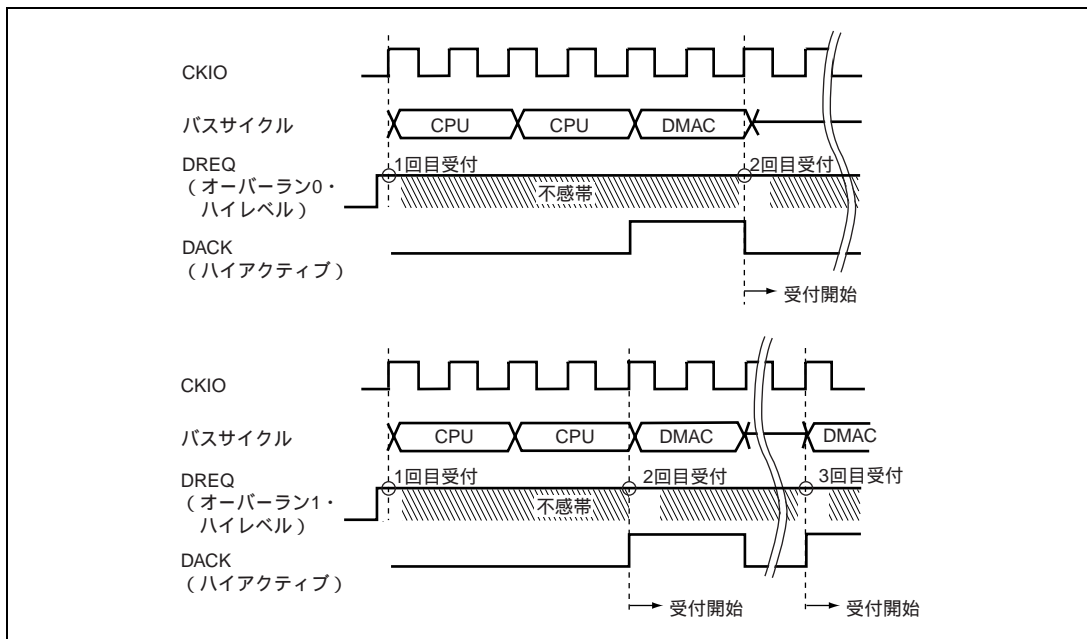 CKIO
バスサイクル
CPU
CPU
DMAC
DREQ
(オーバーラン0・
ハイレベル)
1回目受付
2回目受付
不感帯
DACK
(ハイアクティブ)
受付開始
CKIO
バスサイクル
CPU
CPU
DMAC
DMAC
DREQ
(オーバーラン1・
ハイレベル)
1回目受付
2回目受付
3回目受付
不感帯
DACK
(ハイアクティブ)
受付開始
受付開始